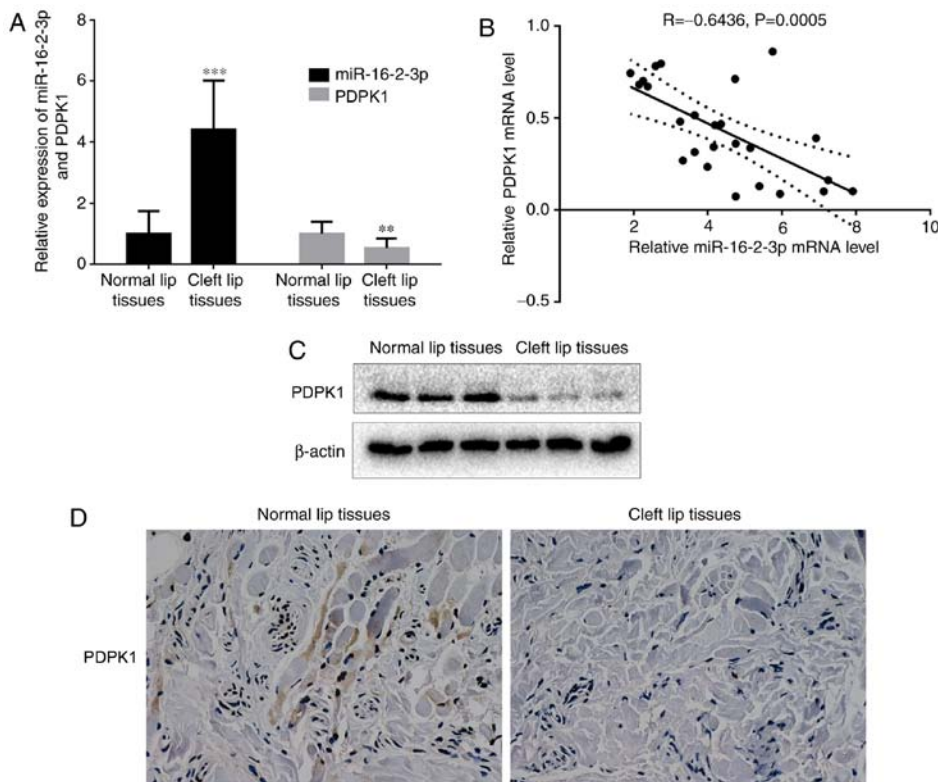 A
Relative expression of miR-16-2-3p
and PDPK1
8
6
4
2
0
***
**
miR-16-2-3p
PDPK1
Normal lip
tissues
Cleft lip
tissues
Normal lip
tissues
Cleft lip
tissues
B
R=−0.6436, P=0.0005
Relative PDPK1 mRNA level
1.0
0.5
0.0
−0.5
2
4
6
8
10
Relative miR-16-2-3p mRNA level
C
Normal lip tissues
Cleft lip tissues
PDPK1
β-actin
D
Normal lip tissues
Cleft lip tissues
PDPK1